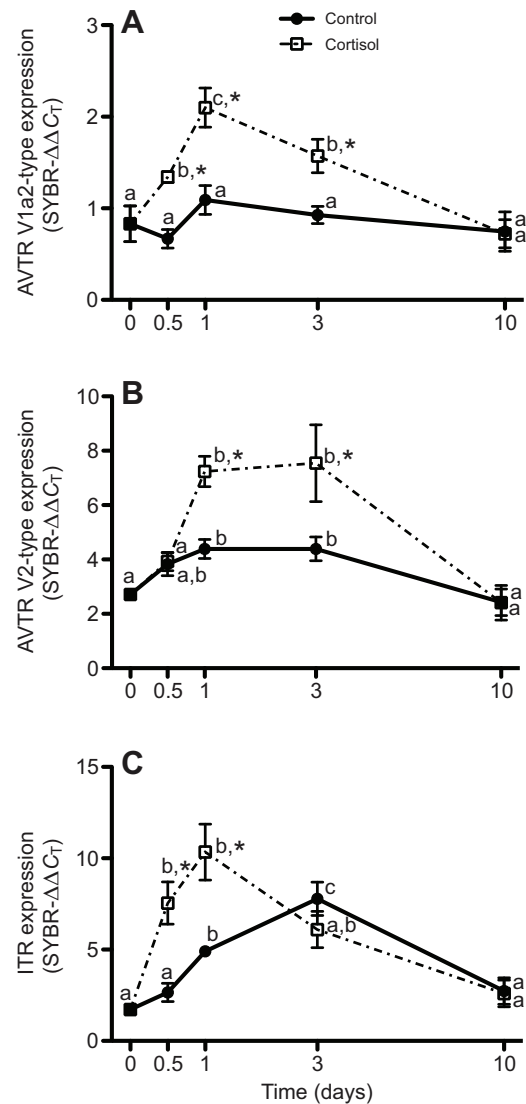 A
Control
Cortisol
AVTR V1a2-type expression
(SYBR-ΔΔCT)
3
2
1
0
a
a
b,*
c,*
a
b,*
a
a
a
0 0.5 1 3 10
B
AVTR V2-type expression
(SYBR-ΔΔCT)
10
8
6
4
2
0
a
a
a,b
b,*
b
b,*
b
a
a
0 0.5 1 3 10
C
ITR expression
(SYBR-ΔΔCT)
15
10
5
0
a
b,*
a
b,*
b
c
a,b
a
a
0 0.5 1 3 10
Time (days)